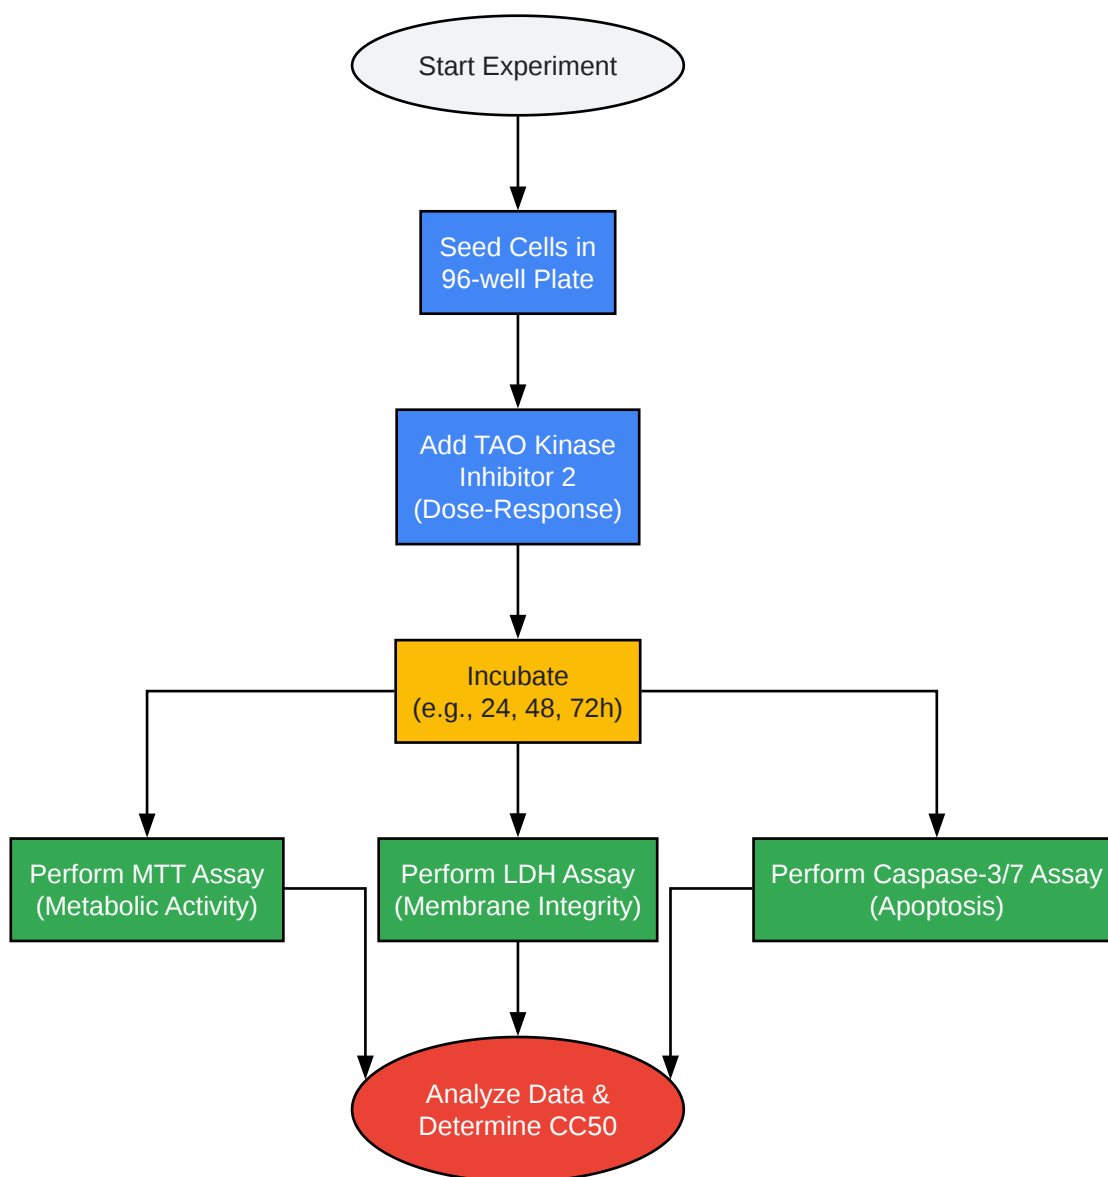 Start Experiment
Seed Cells in
96-well Plate
Add TAO Kinase
Inhibitor 2
(Dose-Response)
Incubate
(e.g., 24, 48, 72h)
Perform MTT Assay
(Metabolic Activity)
Perform LDH Assay
(Membrane Integrity)
Perform Caspase-3/7 Assay
(Apoptosis)
Analyze Data &
Determine CC50